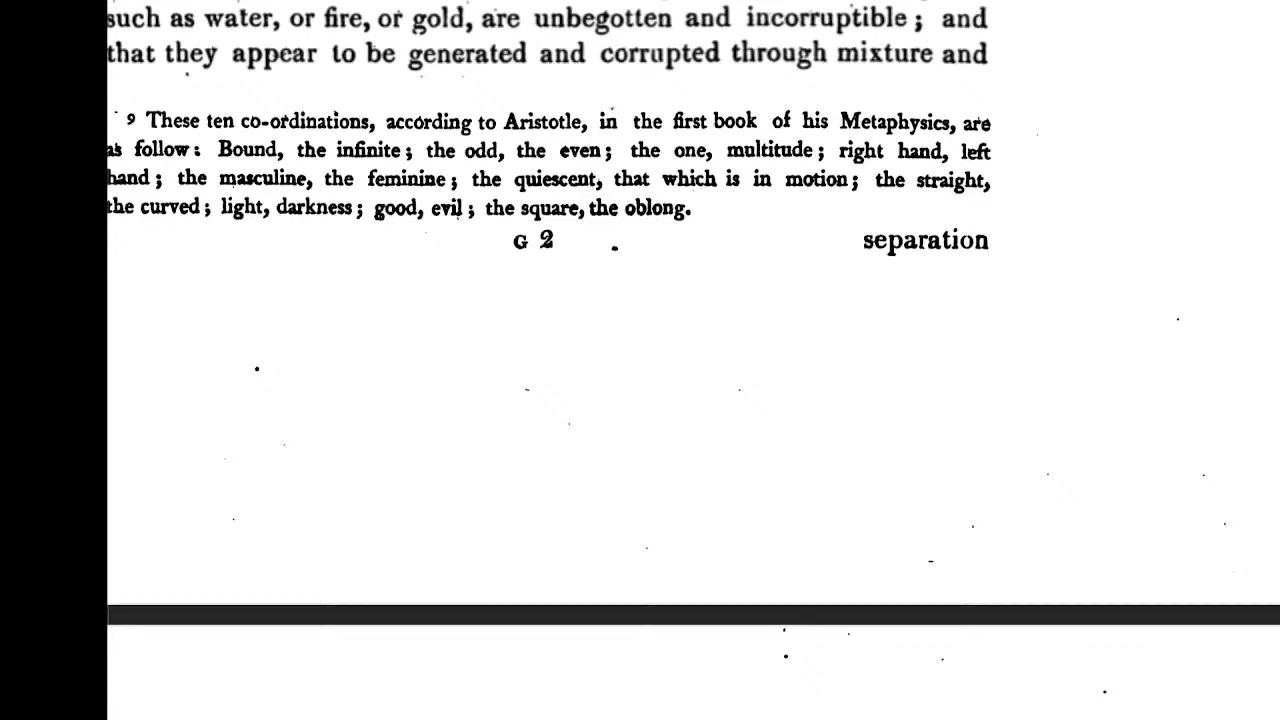 such as water, or fire, or gold, are unbegotten and incorruptible ; and
that they appear to be generated and corrupted through mixture and
9 These ten co-ordinations, according to Aristotle, in the first book of his Metaphysics, are
as follow: Bound, the infinite ; the odd, the even ; the one, multitude ; right hand, left
hand ; the masculine, the feminine ; the quiescent, that which is in motion ; the straight,
the curved ; light, darkness ; good, evil ; the square, the oblong.
G 2 separation